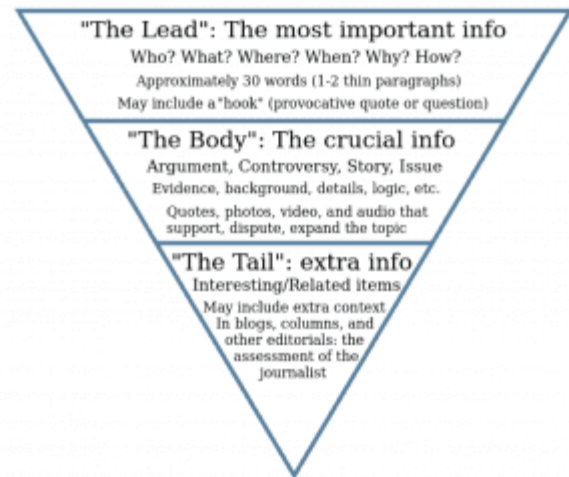 "The Lead": The most important info
Who? What? Where? When? Why? How?
Approximately 30 words (1-2 thin paragraphs)
May include a "hook" (provocative quote or question)
"The Body": The crucial info
Argument, Controversy, Story, Issue
Evidence, background, details, logic, etc.
Quotes, photos, video, and audio that
support, dispute, expand the topic
"The Tail": extra info
Interesting/Related items
May include extra context
In blogs, columns, and
other editorials: the
assessment of the
journalist